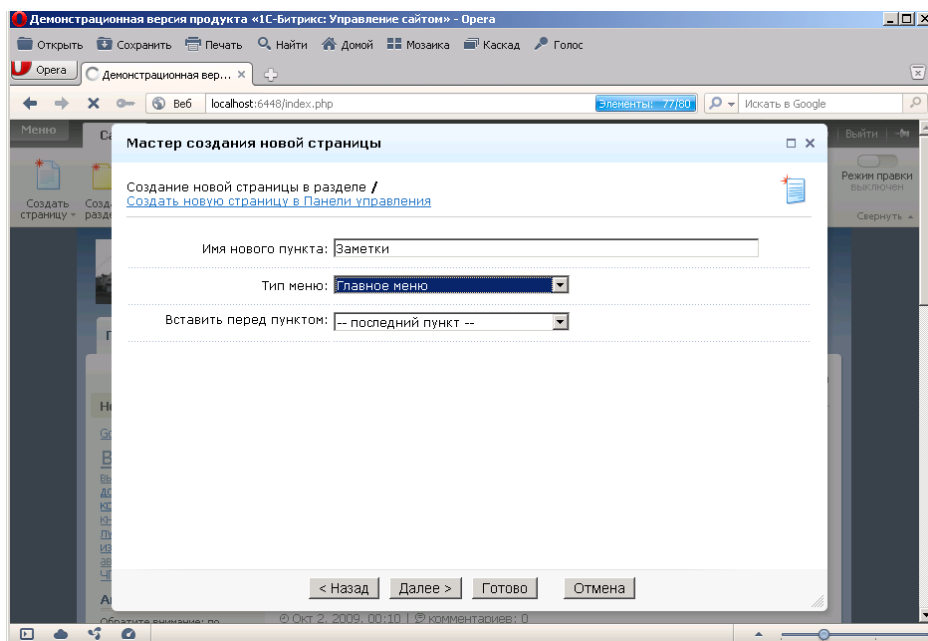 Демонстрационная версия продукта «1С-Битрикс: Управление сайтом» - Opera
Открыть Сохранить Печать Найти Домой Мозаика Каскад Голос
Opera Демонстрационная вер...
Веб localhost:6448/index.php Элементы: 77/80 Искать в Google
Меню Выйти
Мастер создания новой страницы
Создание новой страницы в разделе /
Создать новую страницу в Панели управления
Режим правки
выключен
Создать
страницу
Свернуть
Имя нового пункта: Заметки
Тип меню: Главное меню
Вставить перед пунктом: -- последний пункт --
< Назад Далее > Готово Отмена
Обратите внимание: по Окт 2, 2009, 00:10 | комментариев: 0